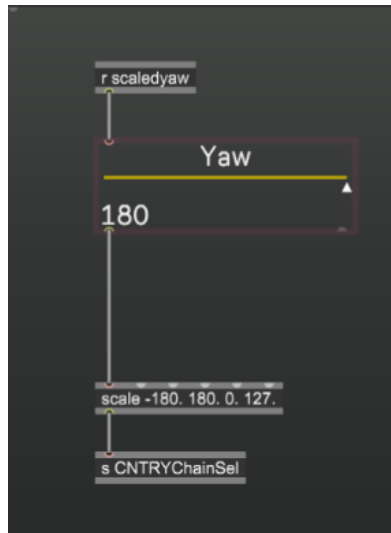 r scaledyaw
Yaw
180
scale -180. 180. 0. 127.
s CNTRYChainSel